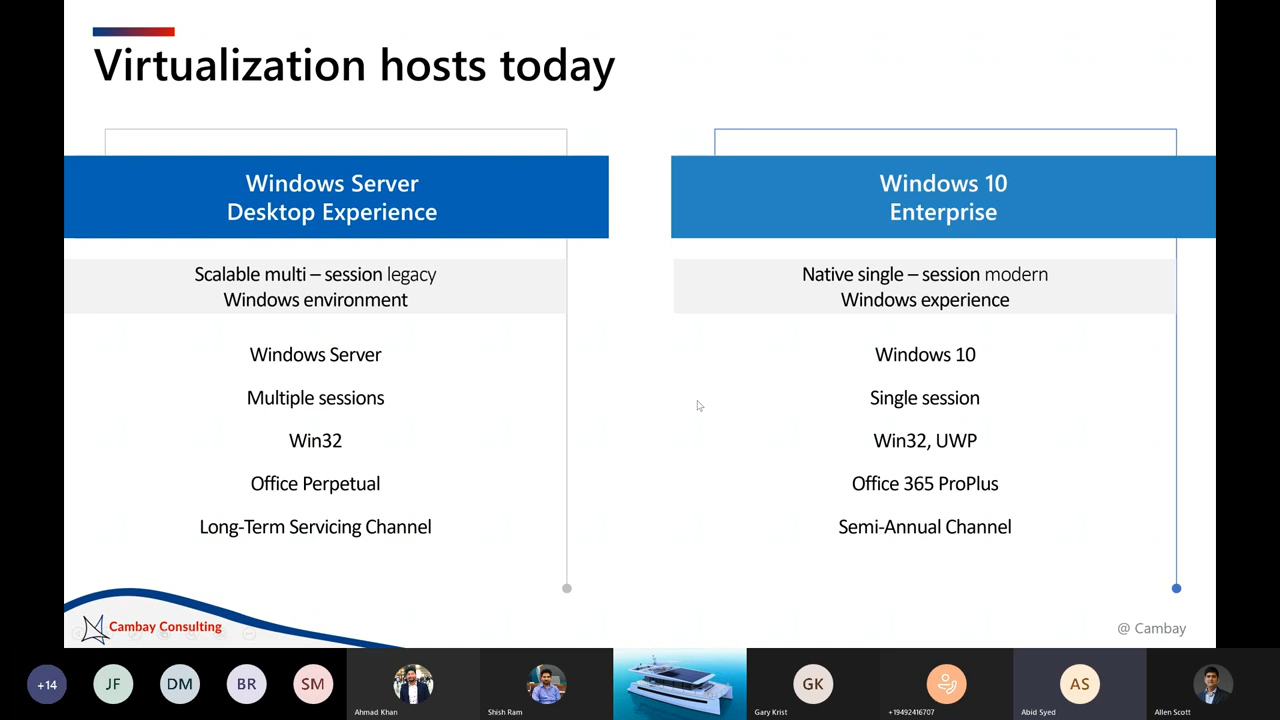 Virtualization hosts today
Windows Server
Desktop Experience
Scalable multi – session legacy
Windows environment
Windows Server
Multiple sessions
Win32
Office Perpetual
Long-Term Servicing Channel
Windows 10
Enterprise
Native single – session modern
Windows experience
Windows 10
Single session
Win32, UWP
Office 365 ProPlus
Semi-Annual Channel
Cambay Consulting
@ Cambay
+14
JF
DM
BR
SM
Ahmad Khan
Shish Ram
GK
Gary Krist
+19492416707
AS
Abid Syed
Allen Scott